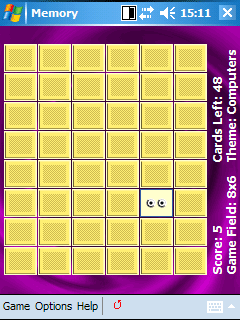 Memory 15:11
Cards Left: 48
Theme: Computers
Score: 5
Game Field: 8x6
Game Options Help